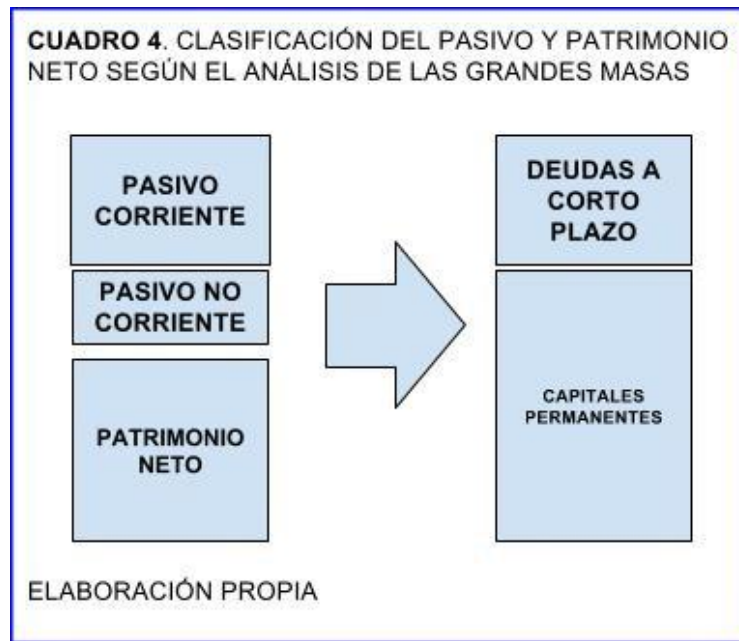 CUADRO 4. CLASIFICACIÓN DEL PASIVO Y PATRIMONIO
NETO SEGÚN EL ANÁLISIS DE LAS GRANDES MASAS
PASIVO
CORRIENTE
PASIVO NO
CORRIENTE
PATRIMONIO
NETO
DEUDAS A
CORTO
PLAZO
CAPITALES
PERMANENTES
ELABORACIÓN PROPIA